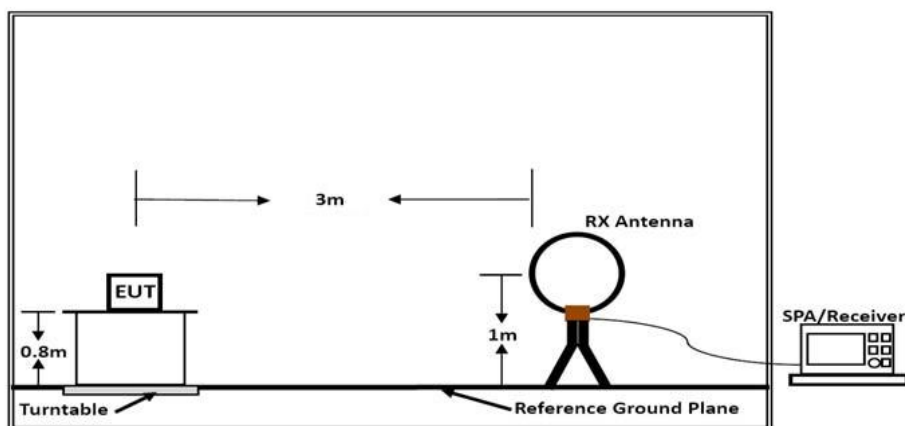 3m
RX Antenna
EUT
SPA/Receiver
0.8m
1m
Turntable
Reference Ground Plane